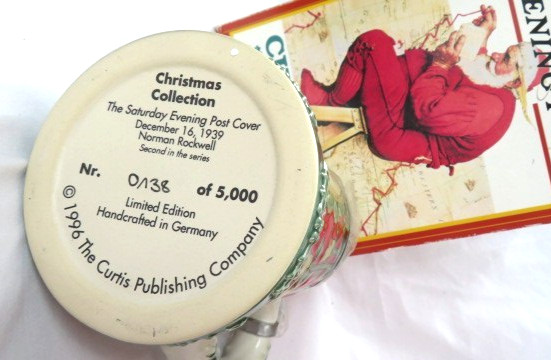 Christmas
Collection
The Saturday Evening Post Cover
December 16, 1939
Norman Rockwell
Second in the series
Nr. 0138 of 5,000
Limited Edition
Handcrafted in Germany
© 1996 The Curtis Publishing Company
ENING